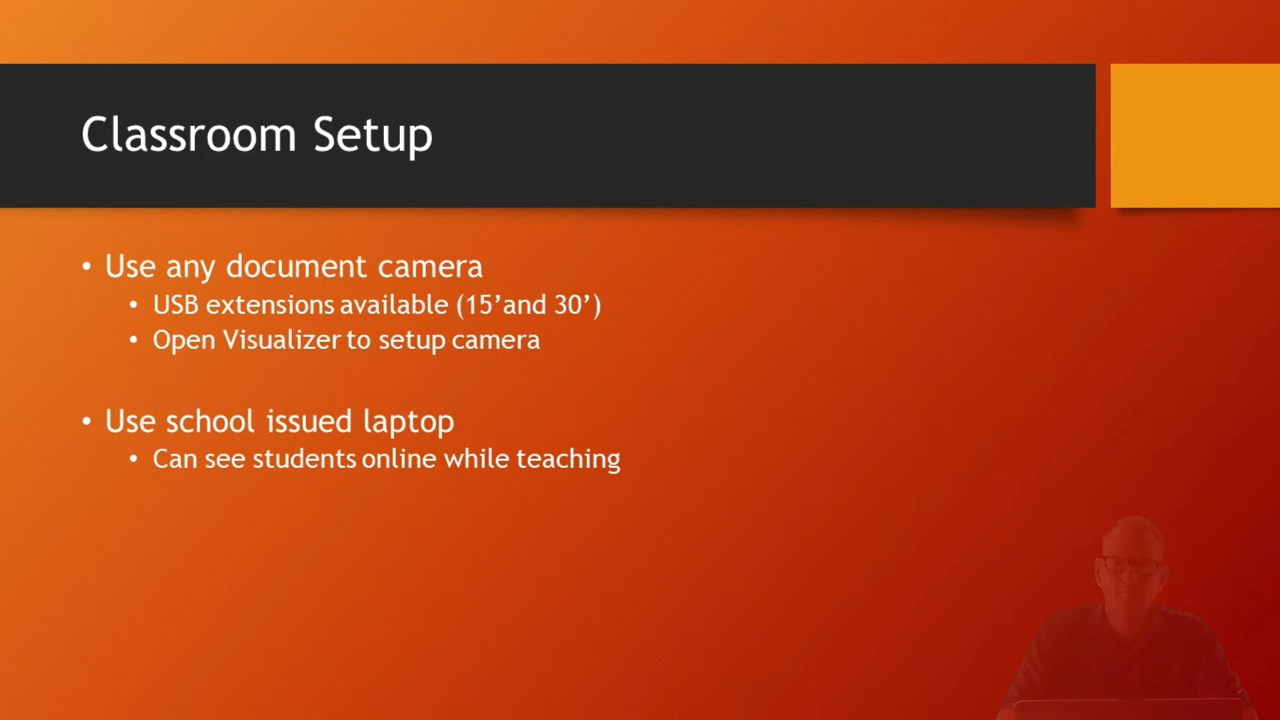 Classroom Setup
• Use any document camera
• USB extensions available (15’and 30’)
• Open Visualizer to setup camera
• Use school issued laptop
• Can see students online while teaching